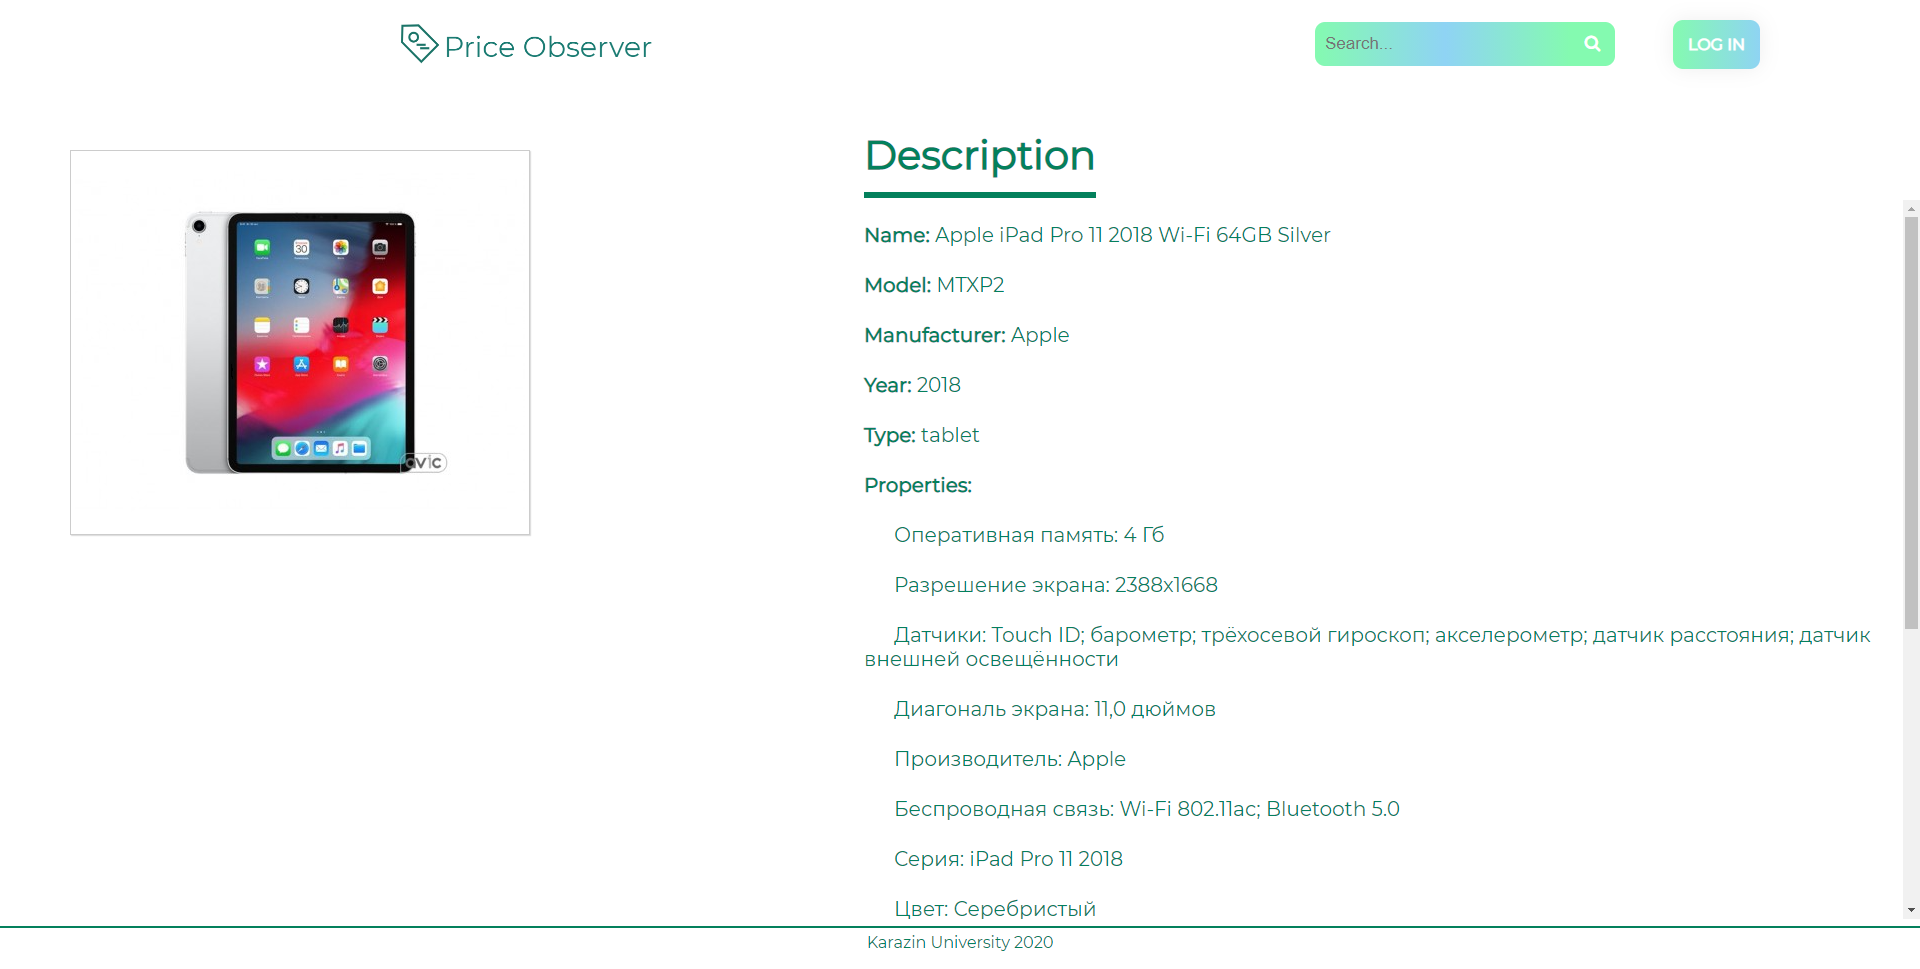 Price Observer
Search...
LOG IN
Description
Name: Apple iPad Pro 11 2018 Wi-Fi 64GB Silver
Model: MTXP2
Manufacturer: Apple
Year: 2018
Type: tablet
Properties:
Оперативная память: 4 Гб
Разрешение экрана: 2388x1668
Датчики: Touch ID; барометр; трёхосевой гироскоп; акселерометр; датчик расстояния; датчик
внешней освещённости
Диагональ экрана: 11,0 дюймов
Производитель: Apple
Беспроводная связь: Wi-Fi 802.11ac; Bluetooth 5.0
Серия: iPad Pro 11 2018
Цвет: Серебристый
30
avic
Karazin University 2020